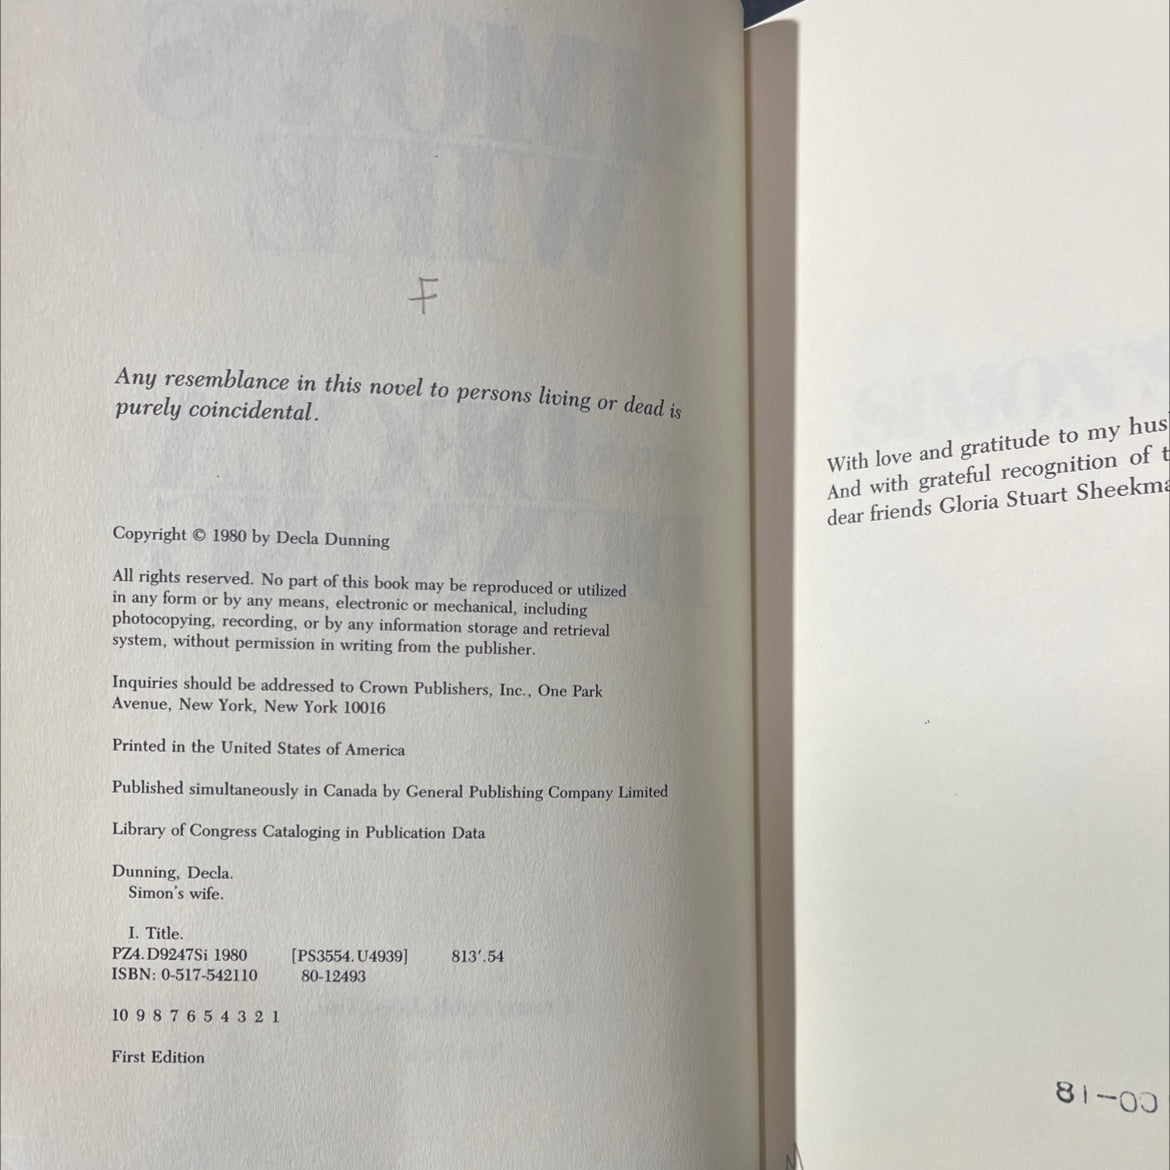 F
Any resemblance in this novel to persons living or dead is
purely coincidental.
Copyright © 1980 by Decla Dunning
All rights reserved. No part of this book may be reproduced or utilized
in any form or by any means, electronic or mechanical, including
photocopying, recording, or by any information storage and retrieval
system, without permission in writing from the publisher.
Inquiries should be addressed to Crown Publishers, Inc., One Park
Avenue, New York, New York 10016
Printed in the United States of America
Published simultaneously in Canada by General Publishing Company Limited
Library of Congress Cataloging in Publication Data
Dunning, Decla.
Simon's wife.
I. Title.
PZ4.D9247Si 1980 [PS3554.U4939] 813'.54
ISBN: 0-517-542110 80-12493
10 9 8 7 6 5 4 3 2 1
First Edition
With love and gratitude to my hus
And with grateful recognition of t
dear friends Gloria Stuart Sheekma
81-00